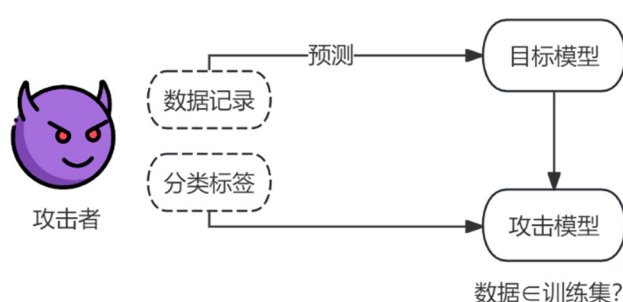 预测
目标模型
数据记录
分类标签
攻击者
攻击模型
数据∈训练集?